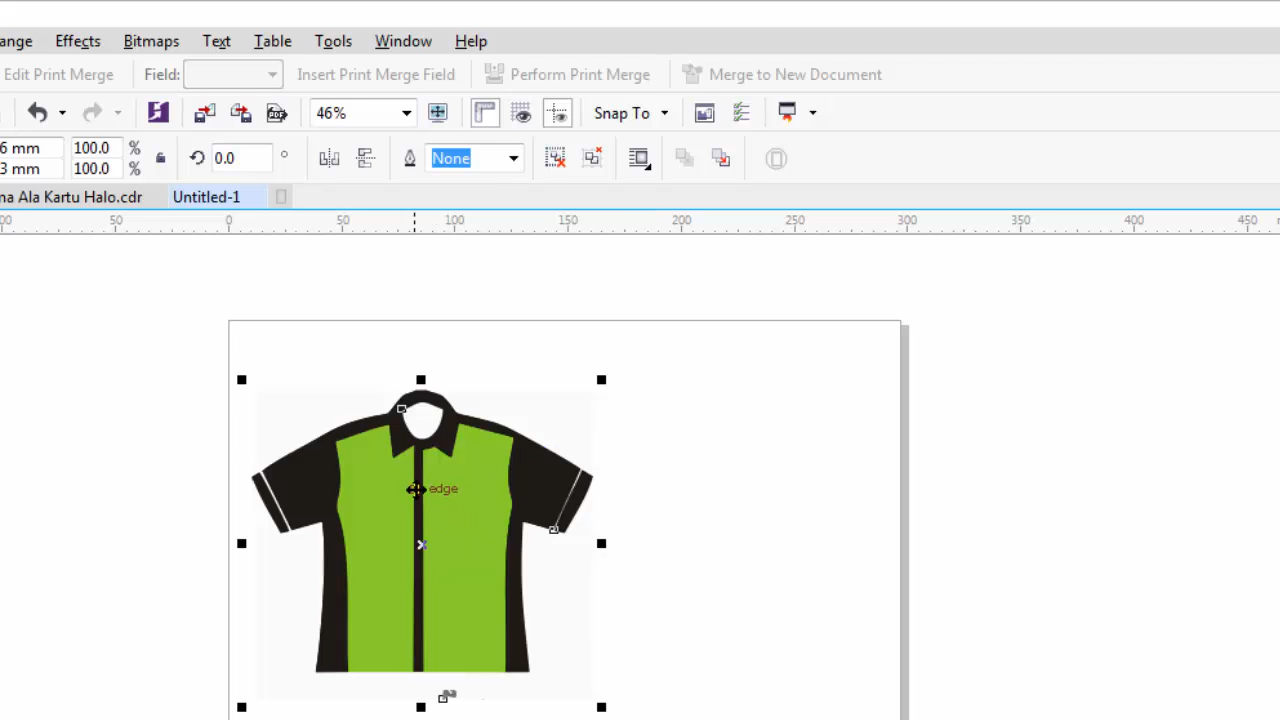 ange Effects Bitmaps Text Table Tools Window Help
Edit Print Merge Field: Insert Print Merge Field Perform Print Merge Merge to New Document
46% PDF Snap To
6 mm 100.0 % 0.0 ° None
3 mm 100.0 %
na Ala Kartu Halo.cdr Untitled-1
00 50 0 50 100 150 200 250 300 350 400 450
edge